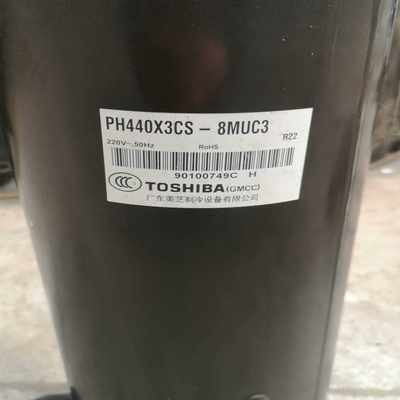 PH440X3CS - 8MUC3
220V~,50Hz RoHS R22
90100749C H
CCC TOSHIBA(GMCC)
广东美芝制冷设备有限公司